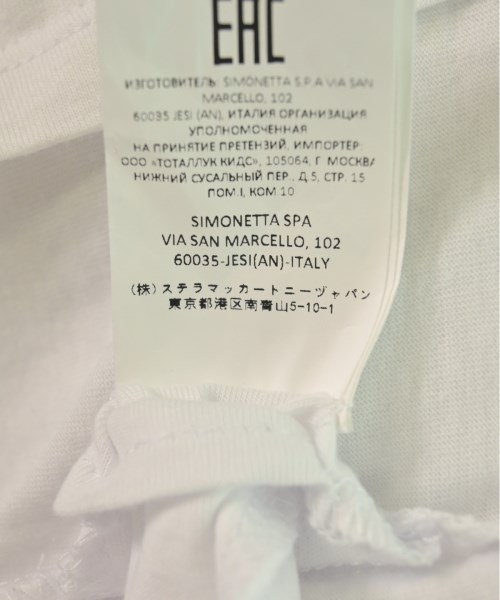 EAC
ИЗГОТОВИТЕЛЬ: SIMONETTA S.P.A VIA SAN
MARCELLO, 102
60035 JESI (AN), ИТАЛИЯ ОРГАНИЗАЦИЯ
УПОЛНОМОЧЕННАЯ
НА ПРИНЯТИЕ ПРЕТЕНЗИЙ, ИМПОРТЕР:
ООО «ТОТАЛЛУК КИДС», 105064, Г. МОСКВА
НИЖНИЙ СУСАЛЬНЫЙ ПЕР., Д.5, СТР. 15
ПОМ.I, КОМ.10
SIMONETTA SPA
VIA SAN MARCELLO, 102
60035-JESI(AN)-ITALY
(株)ステラマッカートニーヅャパン
東京都港区南青山5-10-1